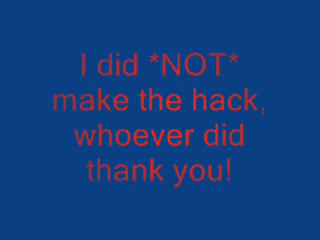 I did *NOT*
make the hack,
whoever did
thank you!